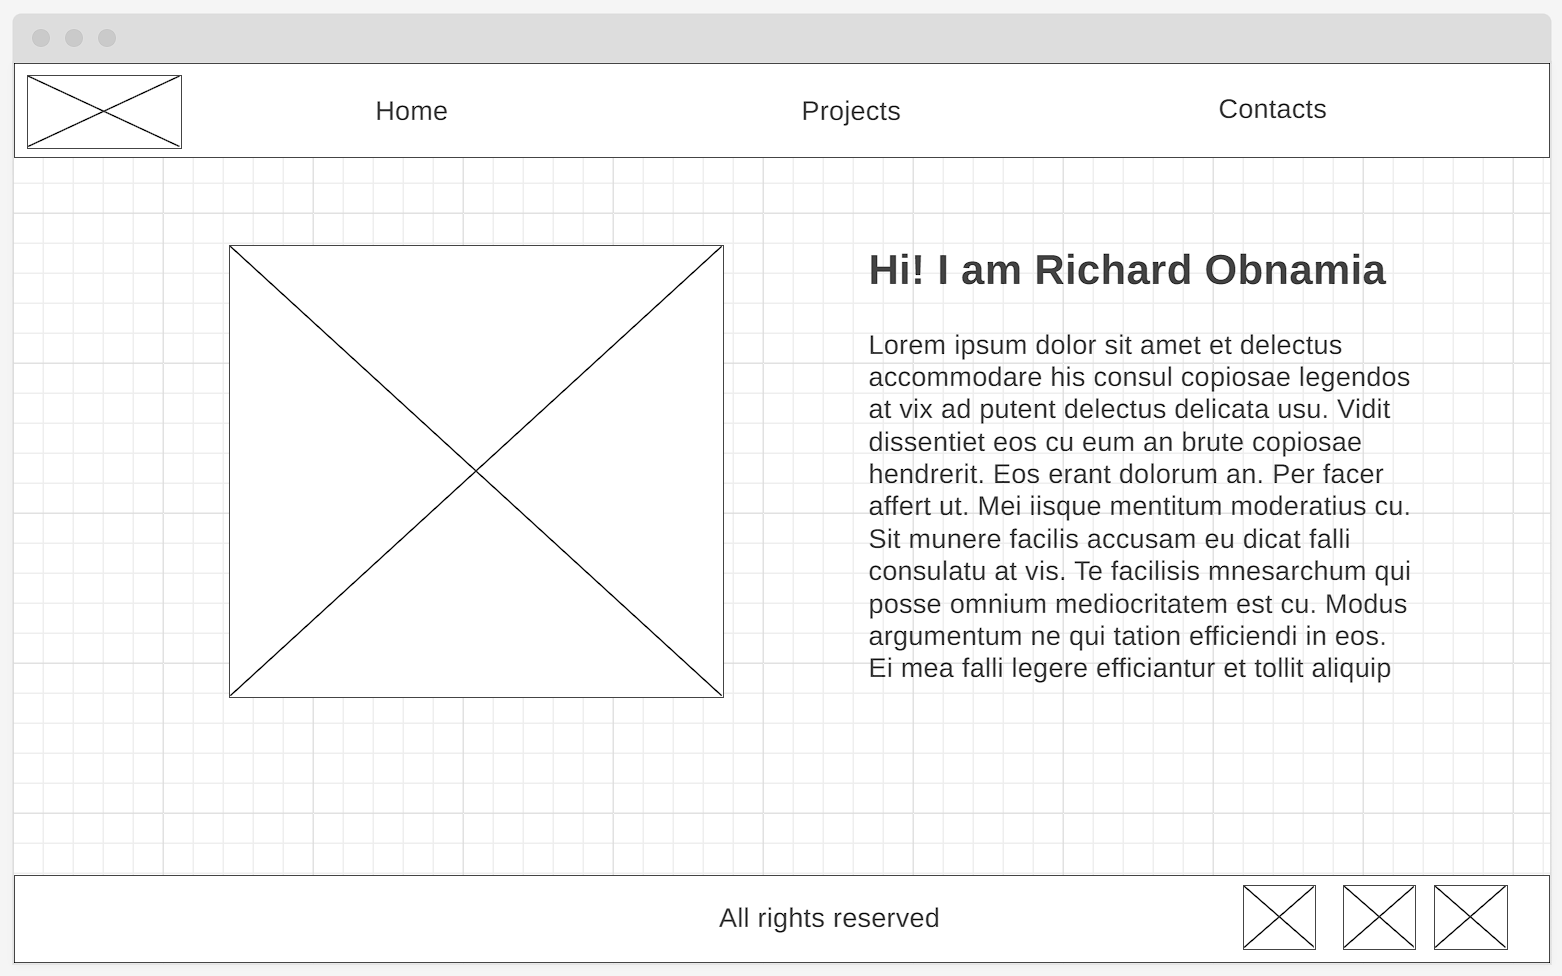 Home
Projects
Contacts
Hi! I am Richard Obnamia
Lorem ipsum dolor sit amet et delectus
accommodare his consul copiosae legendos
at vix ad putent delectus delicata usu. Vidit
dissentiet eos cu eum an brute copiosae
hendrerit. Eos erant dolorum an. Per facer
affert ut. Mei iisque mentitum moderatius cu.
Sit munere facilis accusam eu dicat falli
consulatu at vis. Te facilisis mnesarchum qui
posse omnium mediocritatem est cu. Modus
argumentum ne qui tation efficiendi in eos.
Ei mea falli legere efficiantur et tollit aliquip
All rights reserved